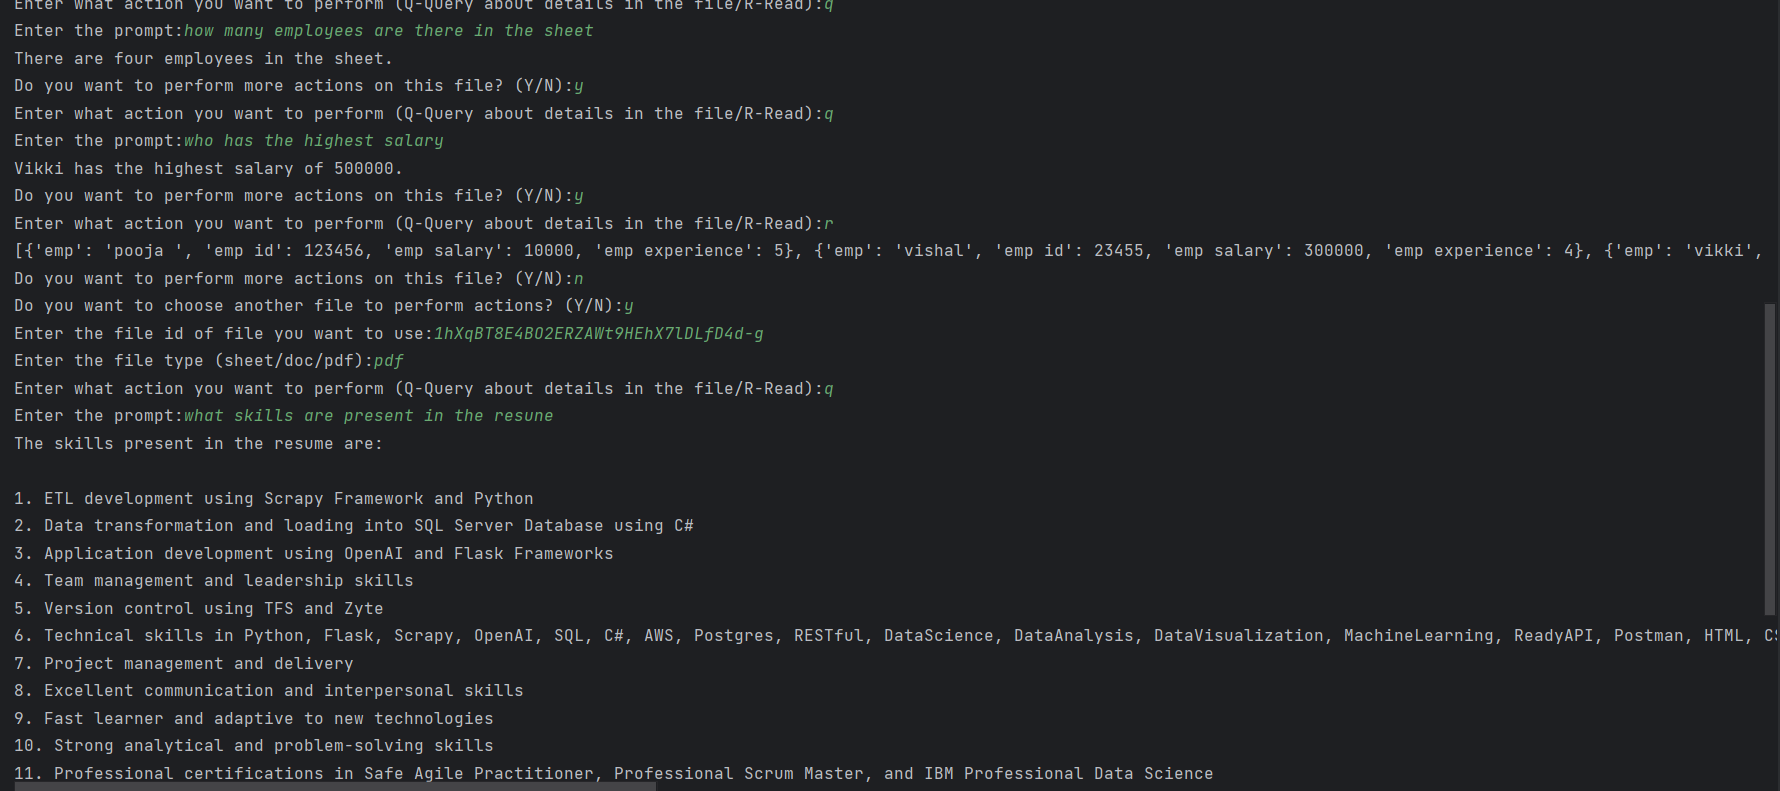 Enter what action you want to perform (Q-Query about details in the file/R-Read):q
Enter the prompt:how many employees are there in the sheet
There are four employees in the sheet.
Do you want to perform more actions on this file? (Y/N):y
Enter what action you want to perform (Q-Query about details in the file/R-Read):q
Enter the prompt:who has the highest salary
Vikki has the highest salary of 500000.
Do you want to perform more actions on this file? (Y/N):y
Enter what action you want to perform (Q-Query about details in the file/R-Read):r
[{'emp': 'pooja ', 'emp id': 123456, 'emp salary': 10000, 'emp experience': 5}, {'emp': 'vishal', 'emp id': 23455, 'emp salary': 300000, 'emp experience': 4}, {'emp': 'vikki',
Do you want to perform more actions on this file? (Y/N):n
Do you want to choose another file to perform actions? (Y/N):y
Enter the file id of file you want to use:1hXqBT8E4BO2ERZAWt9HEhX7lDLfD4d-g
Enter the file type (sheet/doc/pdf):pdf
Enter what action you want to perform (Q-Query about details in the file/R-Read):q
Enter the prompt:what skills are present in the resune
The skills present in the resume are:
1. ETL development using Scrapy Framework and Python
2. Data transformation and loading into SQL Server Database using C#
3. Application development using OpenAI and Flask Frameworks
4. Team management and leadership skills
5. Version control using TFS and Zyte
6. Technical skills in Python, Flask, Scrapy, OpenAI, SQL, C#, AWS, Postgres, RESTful, DataScience, DataAnalysis, DataVisualization, MachineLearning, ReadyAPI, Postman, HTML,
7. Project management and delivery
8. Excellent communication and interpersonal skills
9. Fast learner and adaptive to new technologies
10. Strong analytical and problem-solving skills
11. Professional certifications in Safe Agile Practitioner, Professional Scrum Master, and IBM Professional Data Science